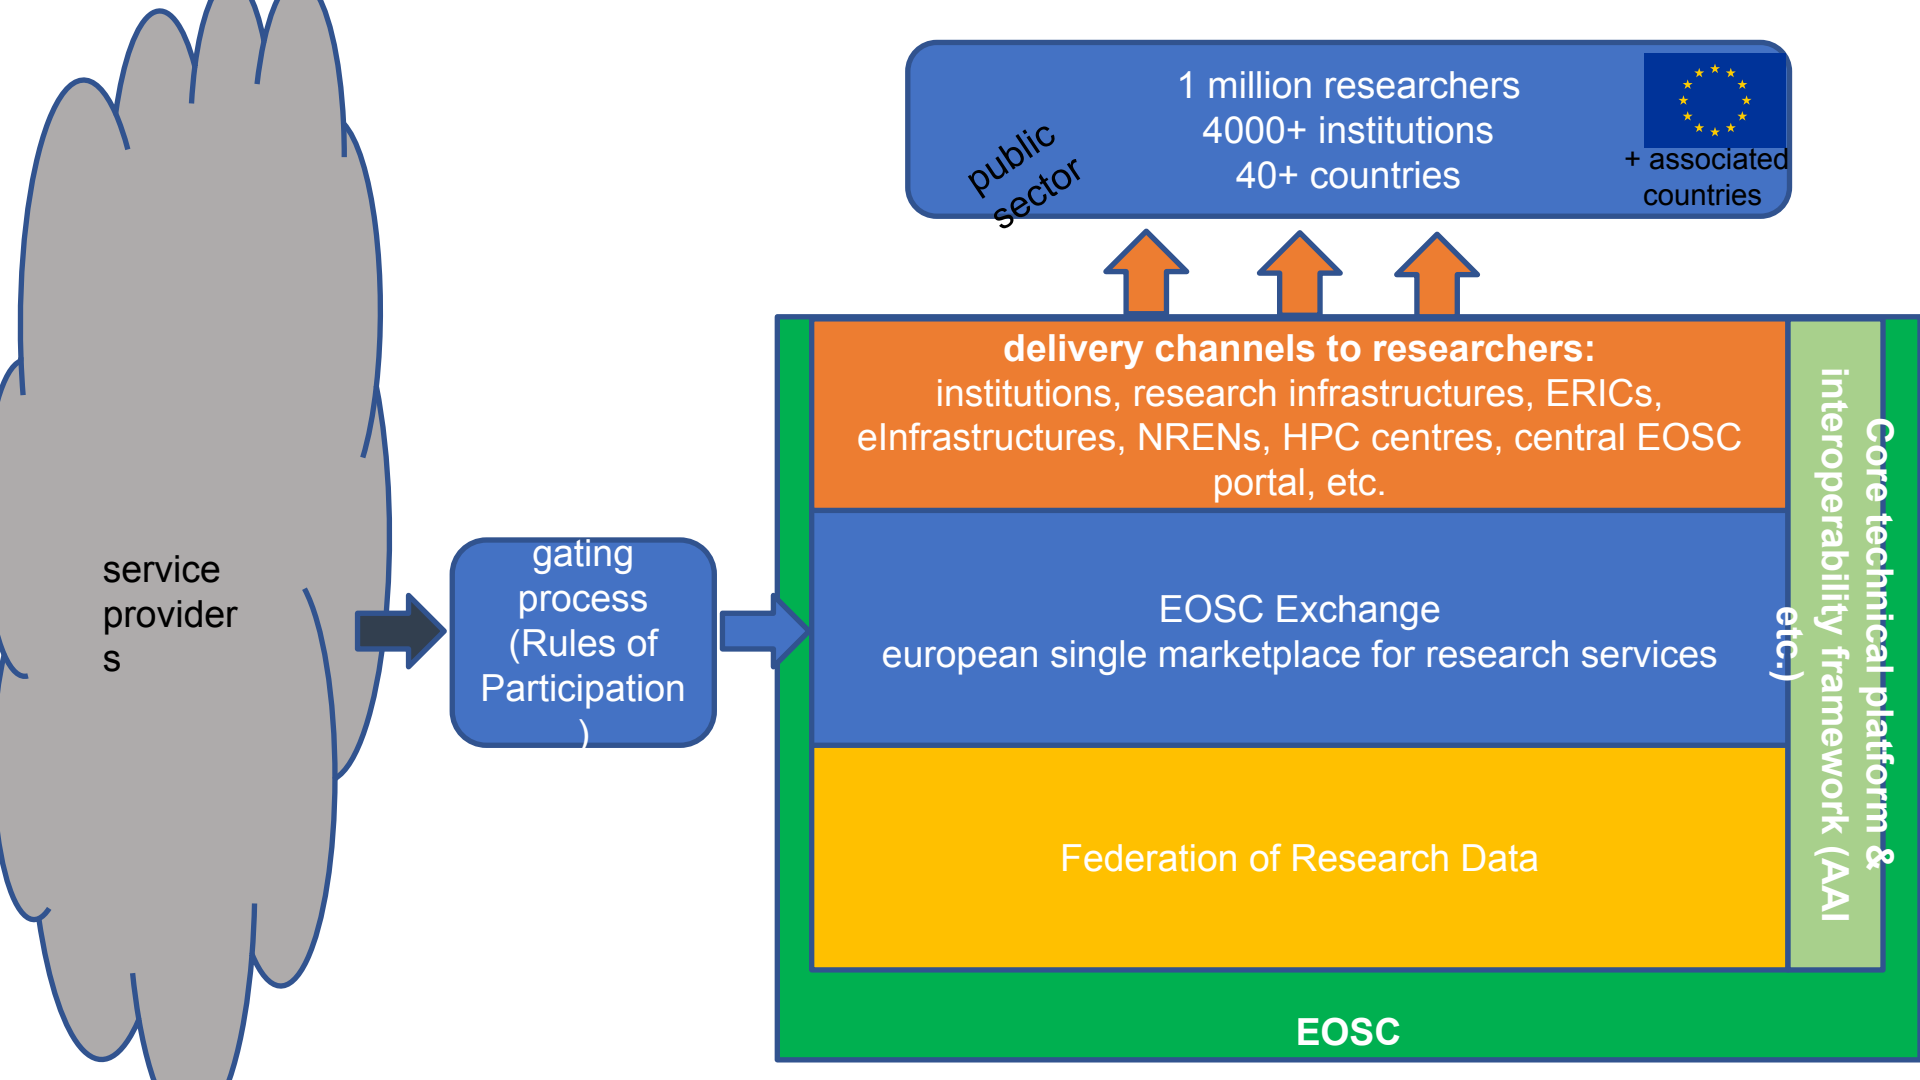 1 million researchers
4000+ institutions
40+ countries
public
sector
+ associated
countries
delivery channels to researchers:
institutions, research infrastructures, ERICs,
eInfrastructures, NRENs, HPC centres, central EOSC
portal, etc.
Core technical platform &
interoperability framework (AAI
etc.)
service
provider
s
gating
process
(Rules of
Participation
)
EOSC Exchange
european single marketplace for research services
Federation of Research Data
EOSC